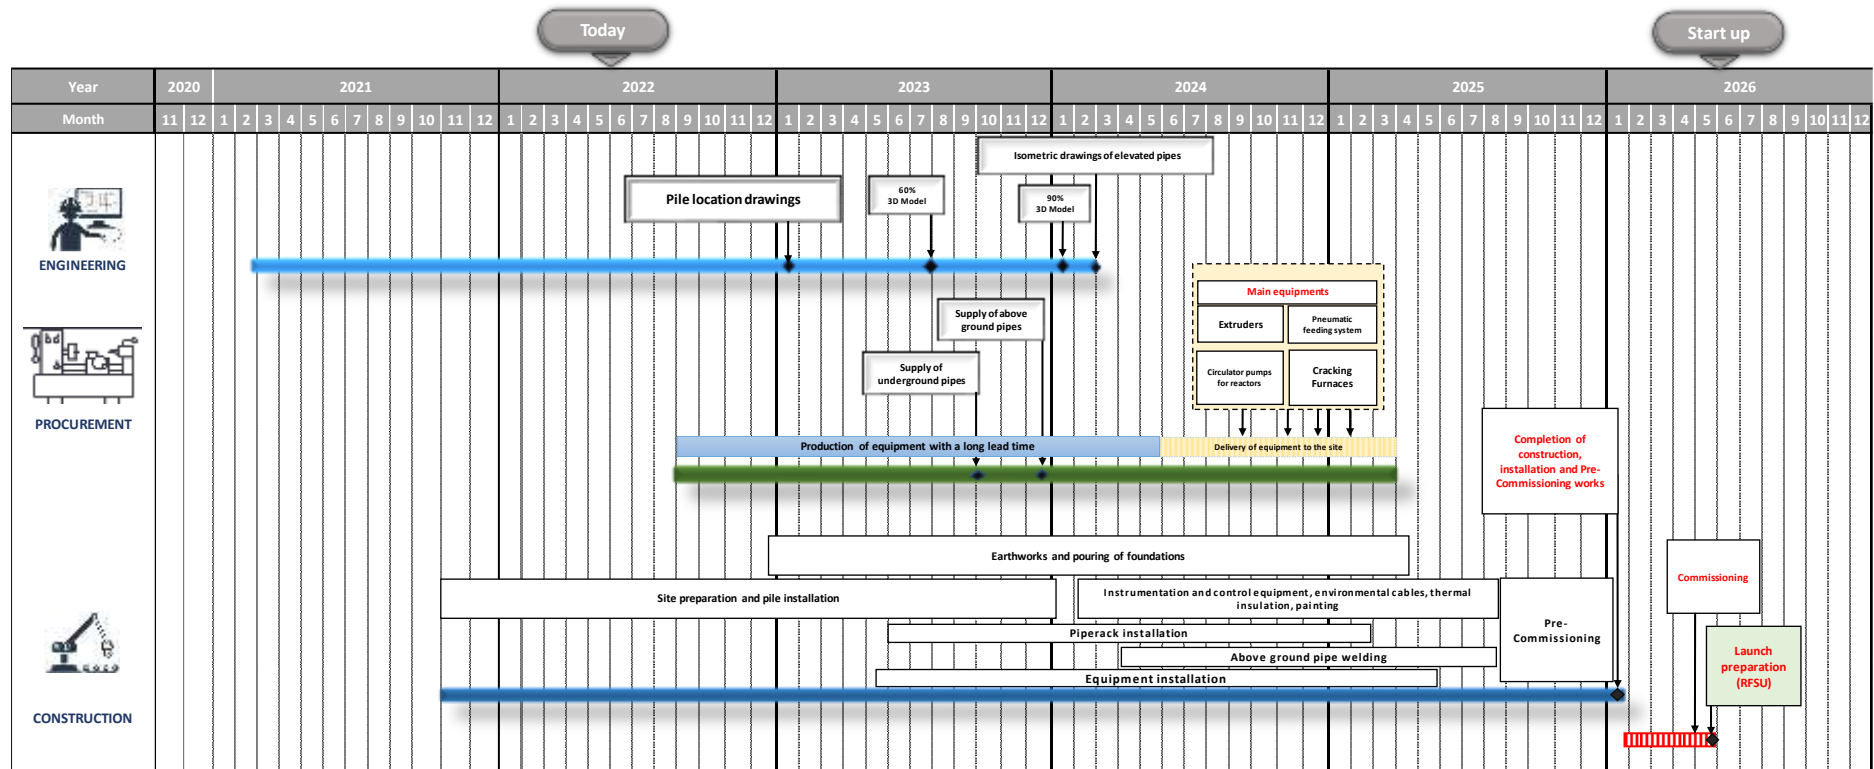 Today
Start up
Year 2020 2021 2022 2023 2024 2025 2026
Month 11 12 1 2 3 4 5 6 7 8 9 10 11 12 1 2 3 4 5 6 7 8 9 10 11 12 1 2 3 4 5 6 7 8 9 10 11 12 1 2 3 4 5 6 7 8 9 10 11 12 1 2 3 4 5 6 7 8 9 10 11 12 1 2 3 4 5 6 7 8 9 10 11 12
Isometric drawings of elevated pipes
Pile location drawings
60%
3D Model
90%
3D Model
ENGINEERING
Main equipments
Supply of above
ground pipes
Extruders
Pneumatic
feeding system
Supply of
underground pipes
Circulator pumps
for reactors
Cracking
Furnaces
PROCUREMENT
Production of equipment with a long lead time
Delivery of equipment to the site
Completion of
construction,
installation and Pre-
Commissioning works
Earthworks and pouring of foundations
Site preparation and pile installation
Instrumentation and control equipment, environmental cables, thermal
insulation, painting
Pre-
Commissioning
Commissioning
Piperack installation
Above ground pipe welding
Equipment installation
Launch
preparation
(RFSU)
CONSTRUCTION